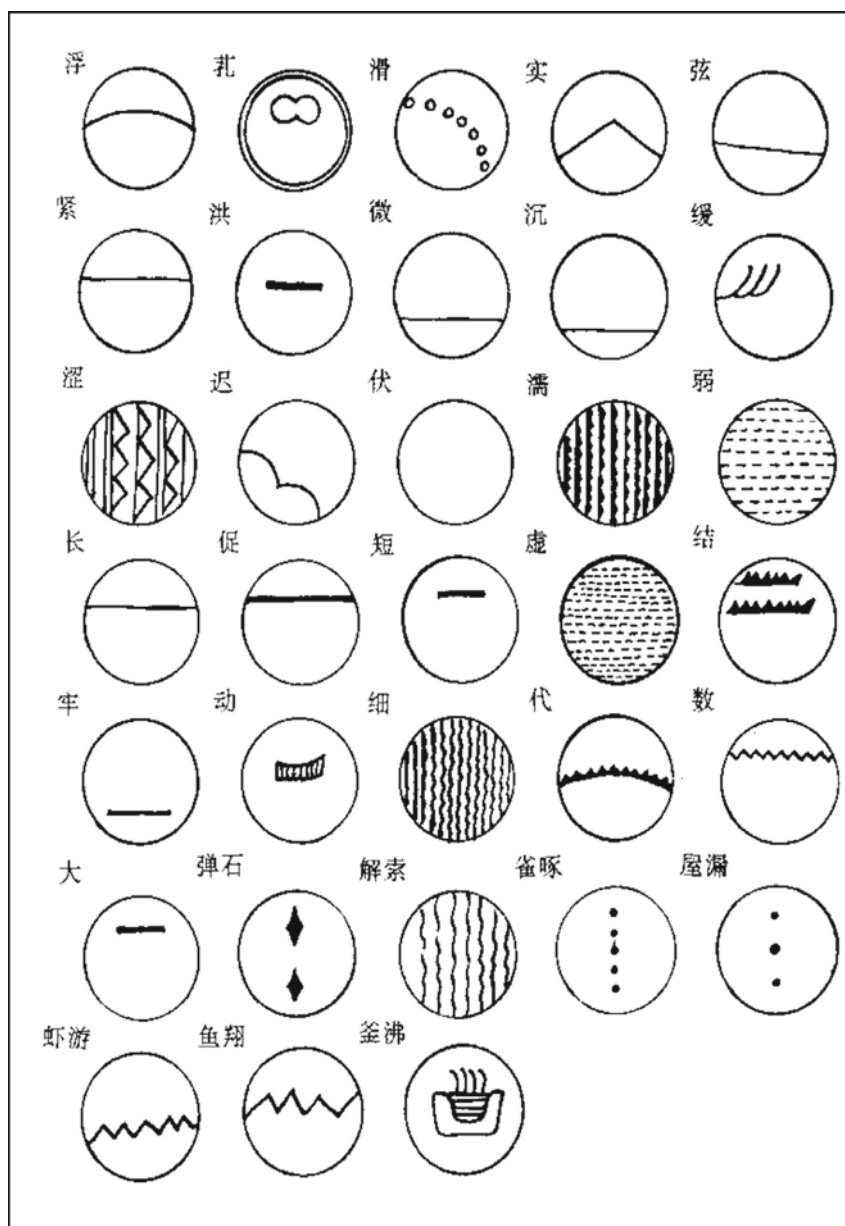 浮 芤 滑 实 弦
紧 洪 微 沉 缓
涩 迟 伏 濡 弱
长 促 短 虚 结
牢 动 细 代 数
大 弹石 解索 雀啄 屋漏
虾游 鱼翔 釜沸